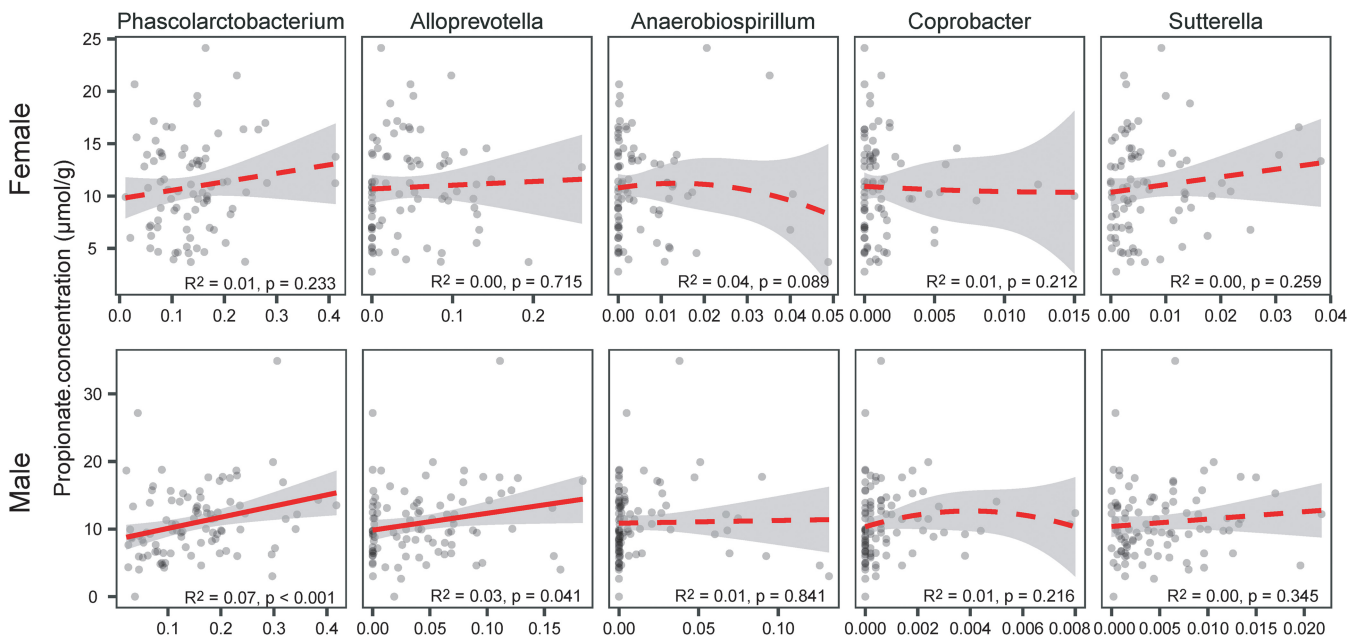 Phascolarctobacterium Alloprevotella Anaerobiospirillum Coprobacter Sutterella
Female
Male
Propionate.concentration (μmol/g)
25
20
15
10
5
R² = 0.01, p = 0.233
R² = 0.00, p = 0.715
R² = 0.04, p = 0.089
R² = 0.01, p = 0.212
R² = 0.00, p = 0.259
0.0 0.1 0.2 0.3 0.4
0.0 0.1 0.2
0.00 0.01 0.02 0.03 0.04 0.05
0.000 0.005 0.010 0.015
0.00 0.01 0.02 0.03 0.04
30
20
10
0
R² = 0.07, p < 0.001
R² = 0.03, p = 0.041
R² = 0.01, p = 0.841
R² = 0.01, p = 0.216
R² = 0.00, p = 0.345
0.1 0.2 0.3 0.4
0.00 0.05 0.10 0.15
0.00 0.05 0.10
0.000 0.002 0.004 0.006 0.008
0.000 0.005 0.010 0.015 0.020